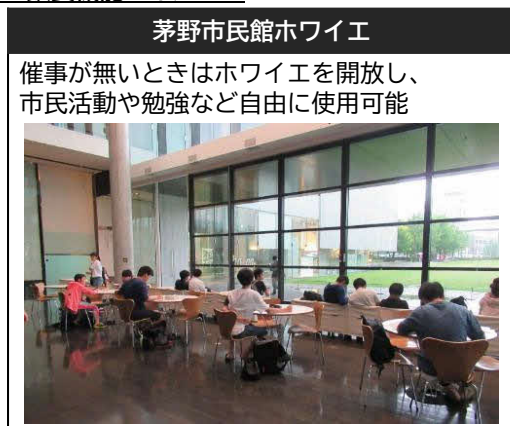 茅野市民館ホワイエ
催事が無いときはホワイエを開放し、
市民活動や勉強など自由に使用可能